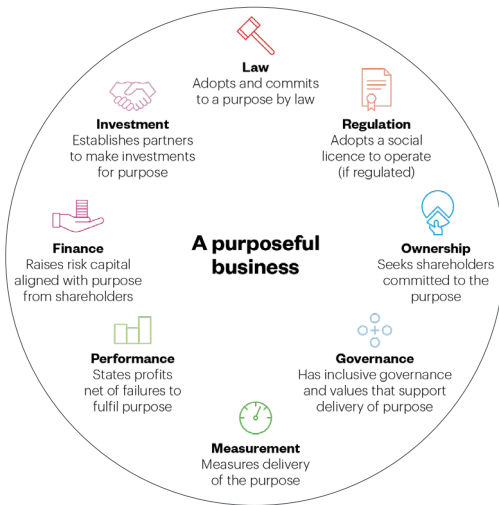 Law
Adopts and commits
to a purpose by law
Regulation
Adopts a social
licence to operate
(if regulated)
Ownership
Seeks shareholders
committed to the
purpose
Governance
Has inclusive governance
and values that support
delivery of purpose
Measurement
Measures delivery
of the purpose
Performance
States profits
net of failures to
fulfil purpose
Finance
Raises risk capital
aligned with purpose
from shareholders
Investment
Establishes partners
to make investments
for purpose
A purposeful
business